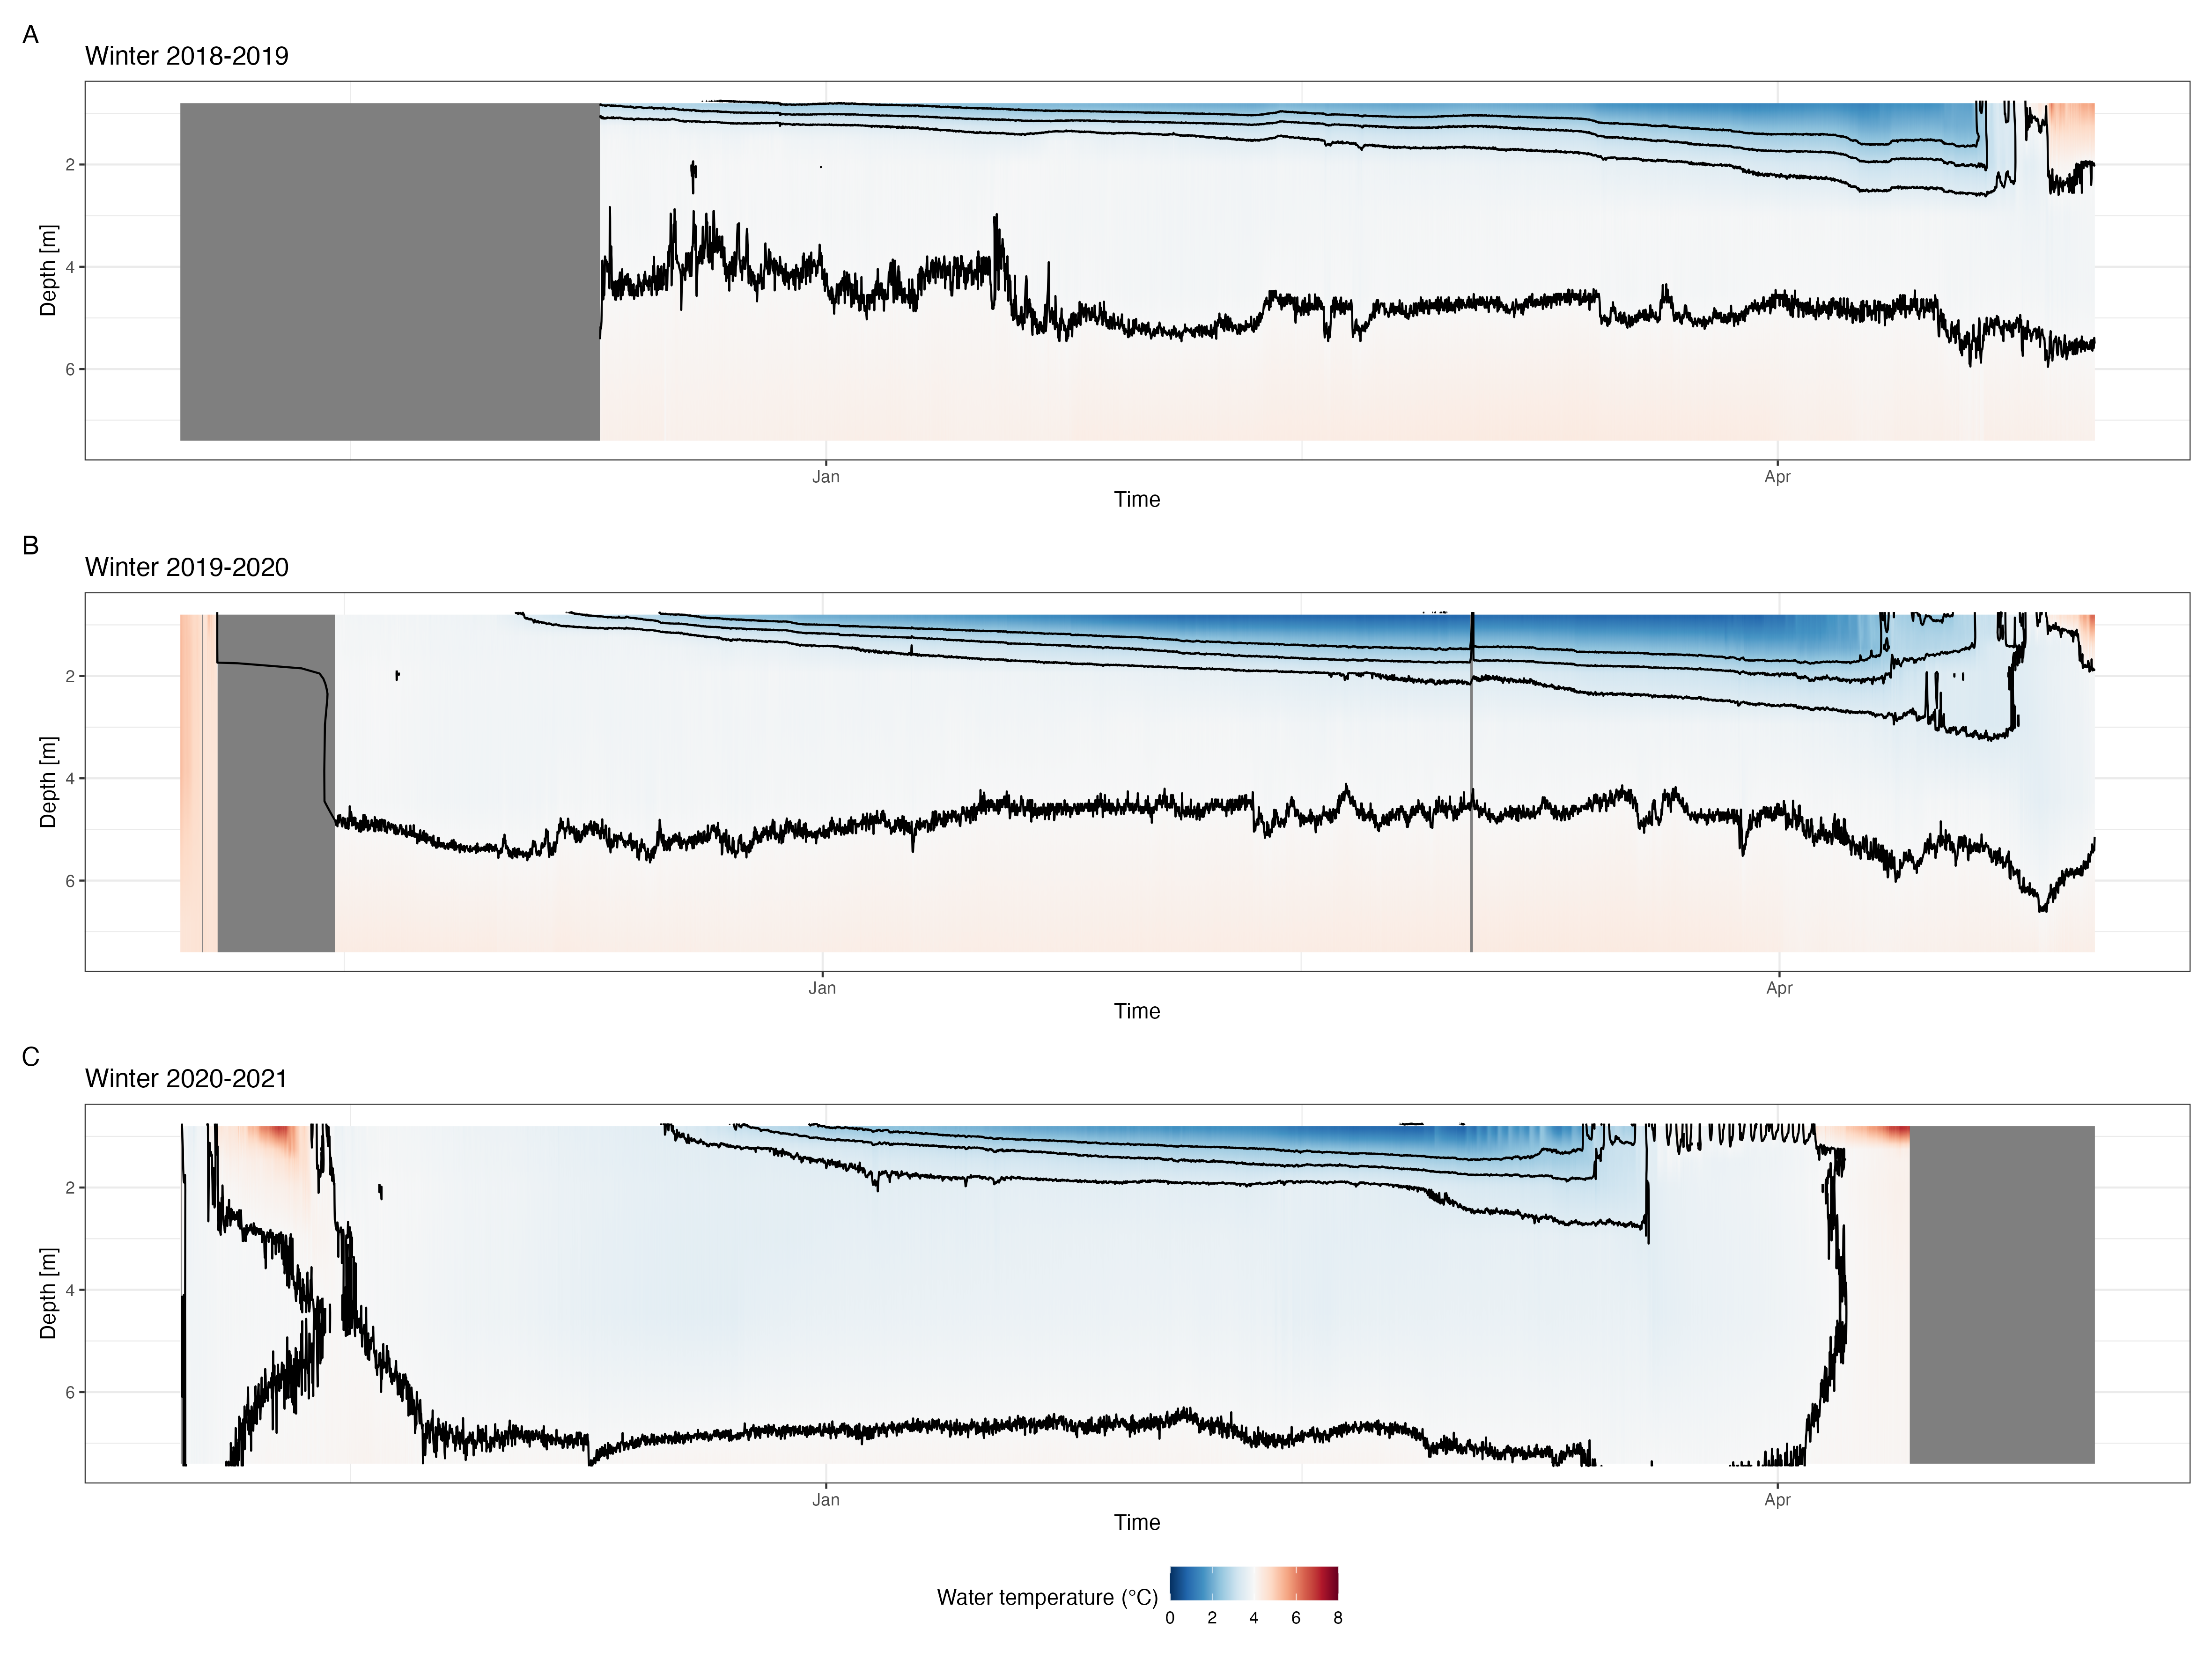 A
Winter 2018-2019
Depth [m]
2
4
6
Jan
Apr
Time
B
Winter 2019-2020
Depth [m]
2
4
6
Jan
Apr
Time
C
Winter 2020-2021
Depth [m]
2
4
6
Jan
Apr
Time
Water temperature (°C)
0 2 4 6 8